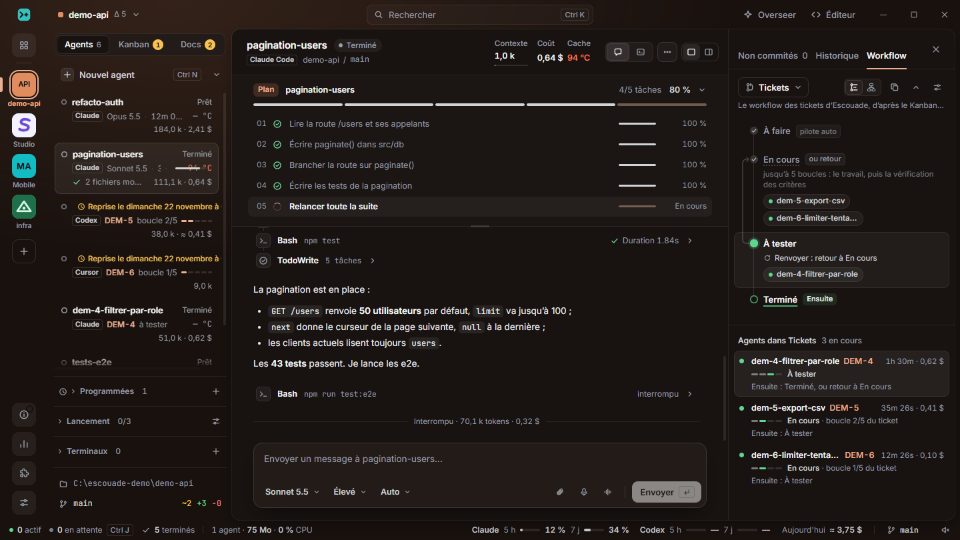 demo-api Δ 5
Rechercher Ctrl K
Overseer Éditeur
API
demo-api
Studio
MA
Mobile
infra
Agents 6 Kanban 1 Docs 2
Nouvel agent Ctrl N
refacto-auth Prêt
Claude Opus 5.5 · 12m 0... — °C
184,0 k · 2,41 $
pagination-users Terminé
Claude Sonnet 5.5
2 fichiers mo... 111,1 k · 0,64 $
Reprise le dimanche 22 novembre à
Codex DEM-5 boucle 2/5
38,0 k · ≈ 0,41 $
Reprise le dimanche 22 novembre à
Cursor DEM-6 boucle 1/5
9,0 k
dem-4-filtrer-par-role Terminé
Claude DEM-4 à tester — °C
51,0 k · 0,62 $
tests-e2e Prêt
Programmées 1
Lancement 0/3
Terminaux 0
C:\escouade-demo\demo-api
main ~2 +3 -0
pagination-users Terminé
Claude Code demo-api / main
Contexte Coût Cache
1,0 k 0,64 $ 94 °C
Plan pagination-users 4/5 tâches 80 %
01 Lire la route /users et ses appelants 100 %
02 Écrire paginate() dans src/db 100 %
03 Brancher la route sur paginate() 100 %
04 Écrire les tests de la pagination 100 %
05 Relancer toute la suite En cours
Bash npm test Duration 1.84s
TodoWrite 5 tâches
La pagination est en place :
• GET /users renvoie 50 utilisateurs par défaut, limit va jusqu'à 100 ;
• next donne le curseur de la page suivante, null à la dernière ;
• les clients actuels lisent toujours users .
Les 43 tests passent. Je lance les e2e.
Bash npm run test:e2e interrompu
Interrompu · 70,1 k tokens · 0,32 $
Envoyer un message à pagination-users...
Sonnet 5.5 Élevé Auto Envoyer
Non commités 0 Historique Workflow
Tickets
Le workflow des tickets d'Escouade, d'après le Kanban...
À faire pilote auto
En cours ou retour
jusqu'à 5 boucles : le travail, puis la vérification
des critères
dem-5-export-csv
dem-6-limiter-tenta...
À tester
Renvoyer : retour à En cours
dem-4-filtrer-par-role
Terminé Ensuite
Agents dans Tickets 3 en cours
dem-4-filtrer-par-role DEM-4 1h 30m · 0,62 $
À tester
Ensuite : Terminé, ou retour à En cours
dem-5-export-csv DEM-5 35m 26s · 0,41 $
En cours · boucle 2/5 du ticket
Ensuite : À tester
dem-6-limiter-tenta... DEM-6 12m 26s · 0,10 $
En cours · boucle 1/5 du ticket
Ensuite : À tester
0 actif 0 en attente Ctrl J 5 terminés 1 agent · 75 Mo · 0 % CPU Claude 5 h 12 % 7 j 34 % Codex 5 h — 7 j — Aujourd'hui ≈ 3,75 $ main